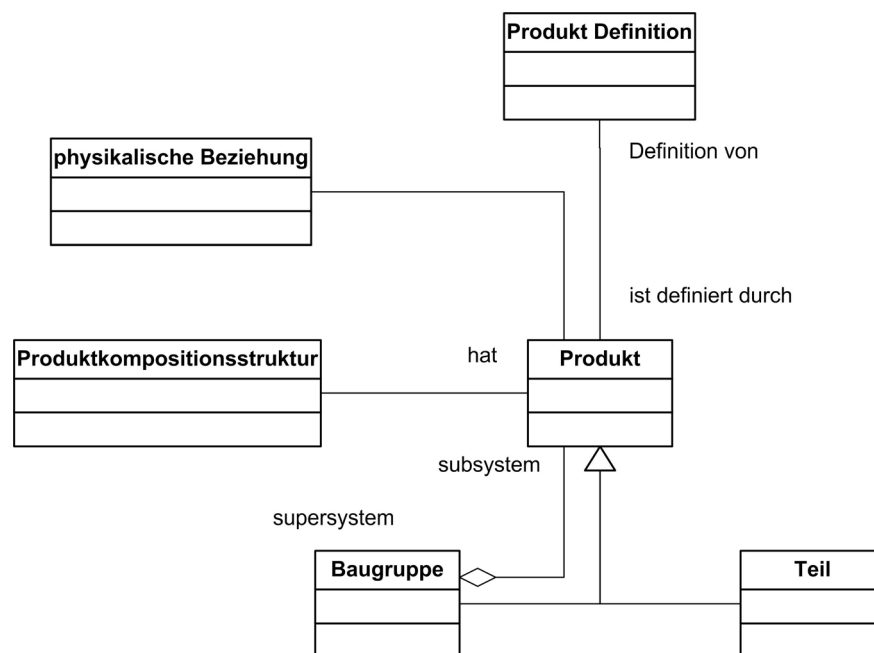 Produkt Definition
Definition von
physikalische Beziehung
ist definiert durch
hat
Produktkompositionsstruktur
Produkt
subsystem
supersystem
Baugruppe
Teil